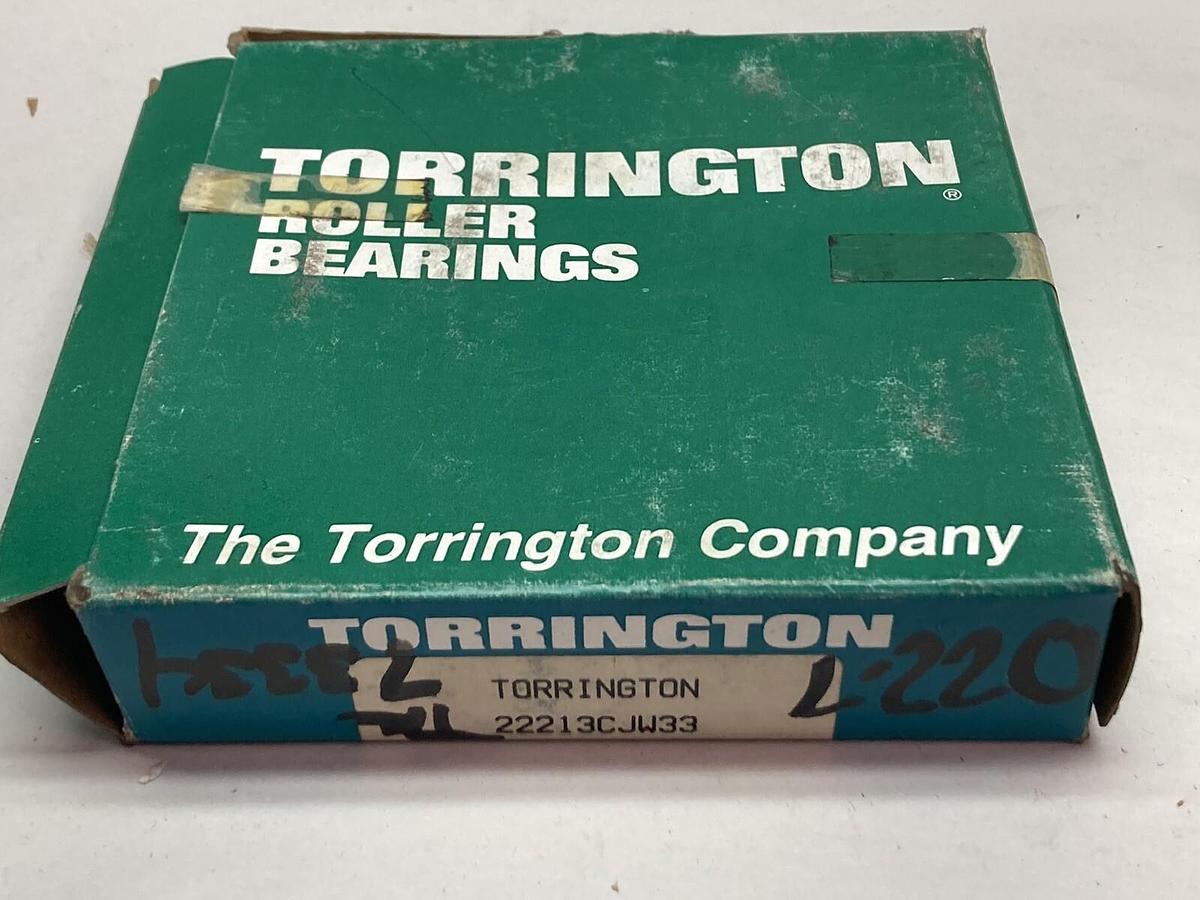 TORRINGTON®
ROLLER
BEARINGS
The Torrington Company
TORRINGTON
TORRINGTON
22213CJW33
L-220